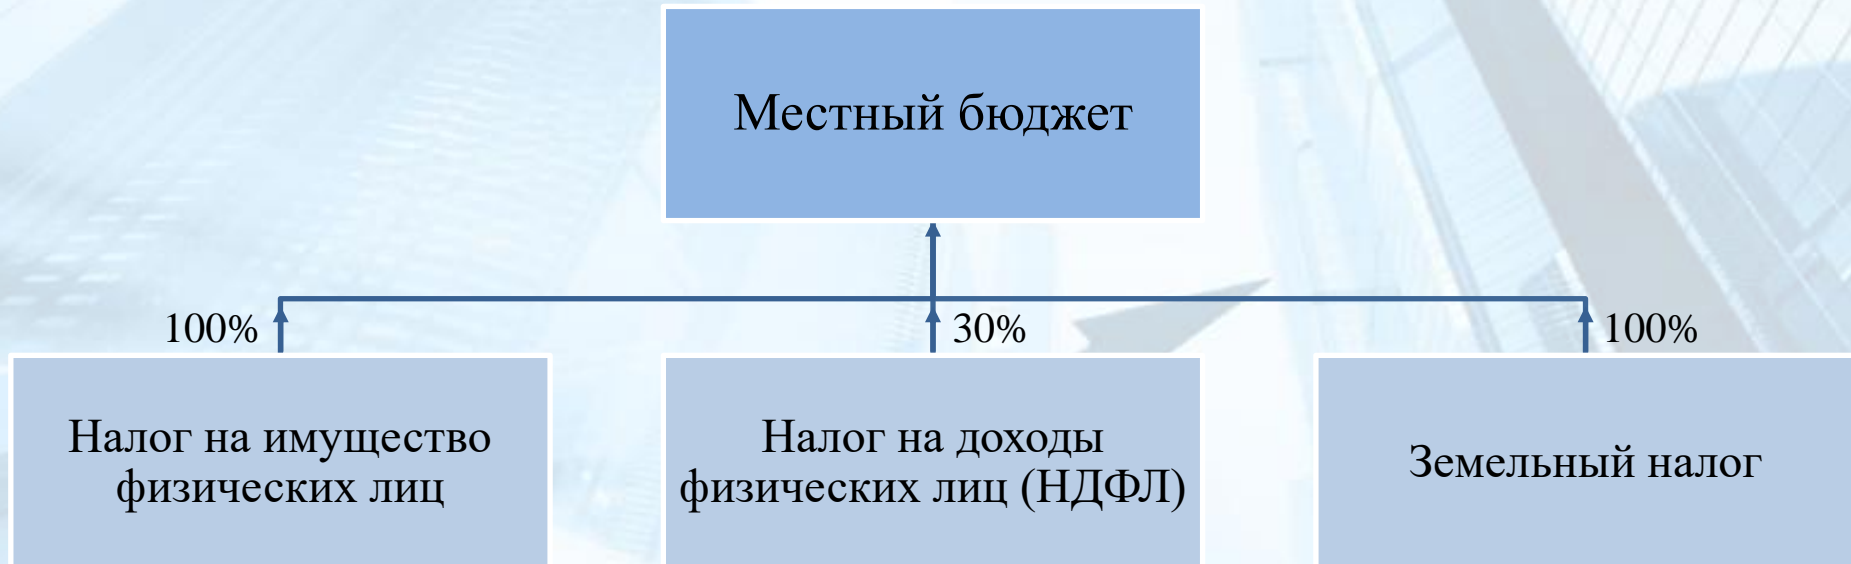 Местный бюджет
100%
30%
100%
Налог на имущество
физических лиц
Налог на доходы
физических лиц (НДФЛ)
Земельный налог